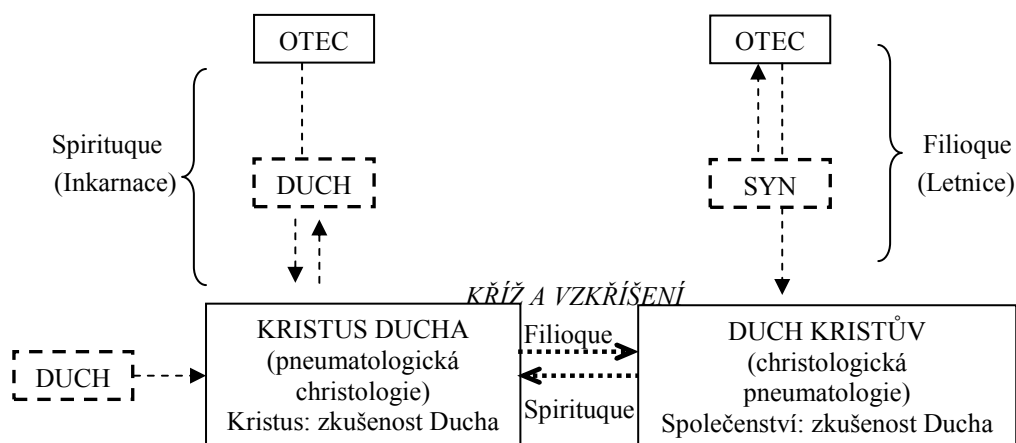 OTEC
OTEC
Spirituque
(Inkarnace)
Filioque
(Letnice)
DUCH
SYN
KŘÍŽ A VZKŘÍŠENÍ
KRISTUS DUCHA
(pneumatologická
christologie)
Kristus: zkušenost Ducha
DUCH
Filioque
Spirituque
DUCH KRISTŮV
(christologická
pneumatologie)
Společenství: zkušenost Ducha